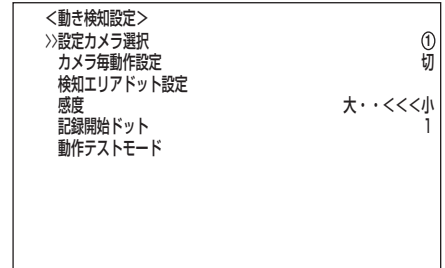 ＜動き検知設定＞
≫設定カメラ選択 ①
カメラ毎動作設定 切
検知エリアドット設定
感度 大・・＜＜＜小
記録開始ドット 1
動作テストモード